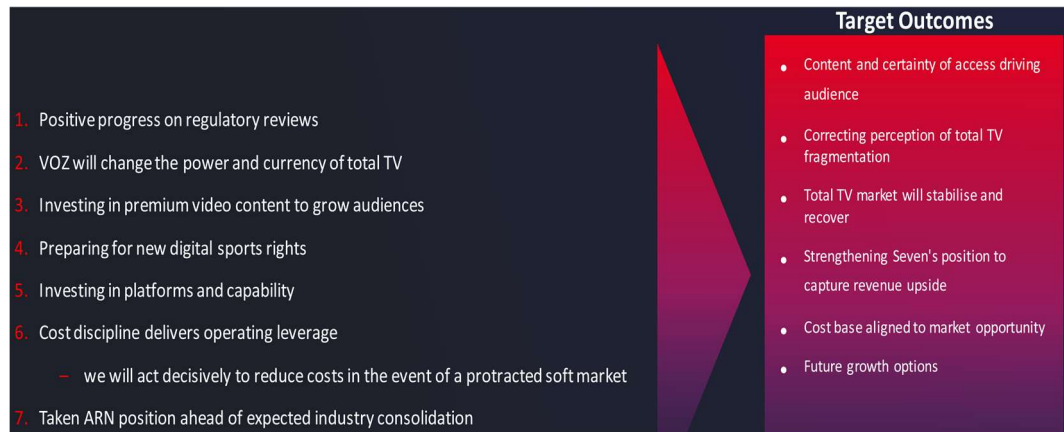 Target Outcomes
1. Positive progress on regulatory reviews
2. VOZ will change the power and currency of total TV
3. Investing in premium video content to grow audiences
4. Preparing for new digital sports rights
5. Investing in platforms and capability
6. Cost discipline delivers operating leverage
– we will act decisively to reduce costs in the event of a protracted soft market
7. Taken ARN position ahead of expected industry consolidation
• Content and certainty of access driving
audience
• Correcting perception of total TV
fragmentation
• Total TV market will stabilise and
recover
• Strengthening Seven's position to
capture revenue upside
• Cost base aligned to market opportunity
• Future growth options